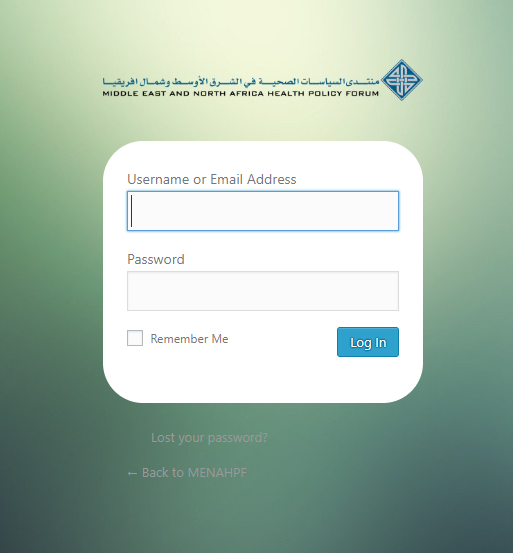 منتدى السياسات الصحية في الشرق الأوسط وشمال افريقيا
MIDDLE EAST AND NORTH AFRICA HEALTH POLICY FORUM
Username or Email Address
Password
Remember Me
Log In
Lost your password?
← Back to MENAHPF